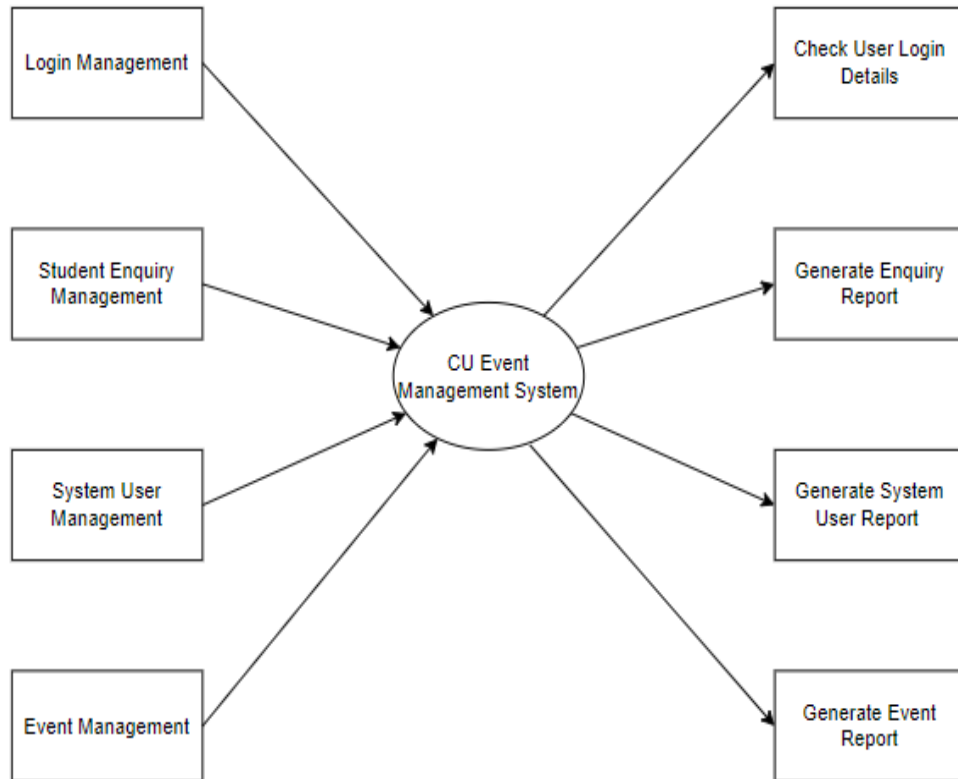 Login Management
Check User Login
Details
Student Enquiry
Management
Generate Enquiry
Report
CU Event
Management System
System User
Management
Generate System
User Report
Event Management
Generate Event
Report